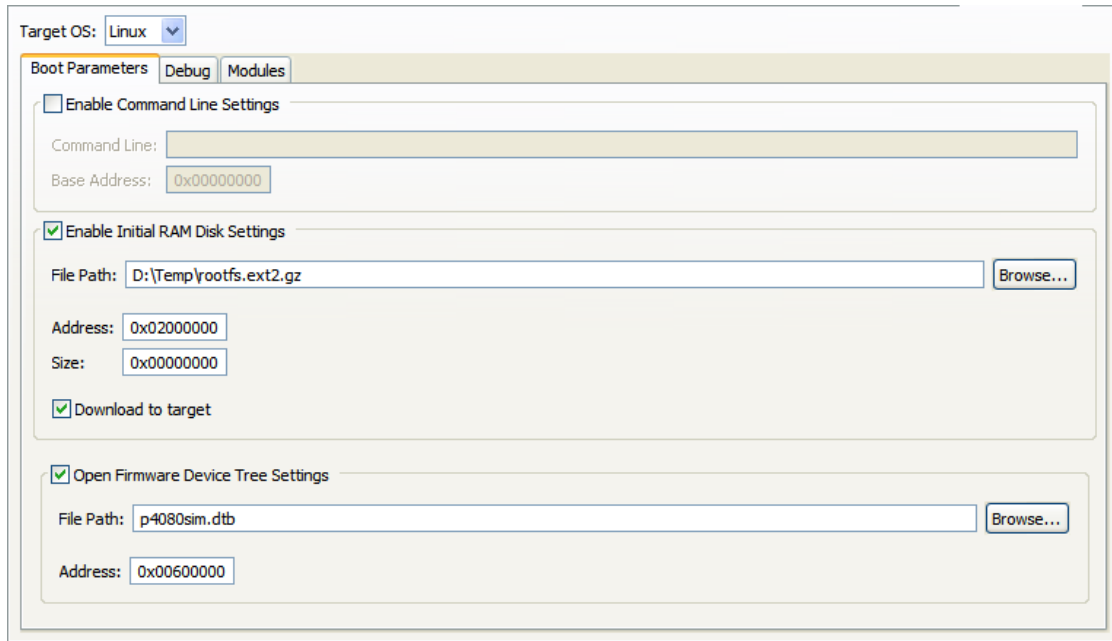 Target OS: Linux
Boot Parameters Debug Modules
Enable Command Line Settings
Command Line:
Base Address: 0x00000000
Enable Initial RAM Disk Settings
File Path: D:\Temp\rootfs.ext2.gz Browse...
Address: 0x02000000
Size: 0x00000000
Download to target
Open Firmware Device Tree Settings
File Path: p4080sim.dtb Browse...
Address: 0x00600000